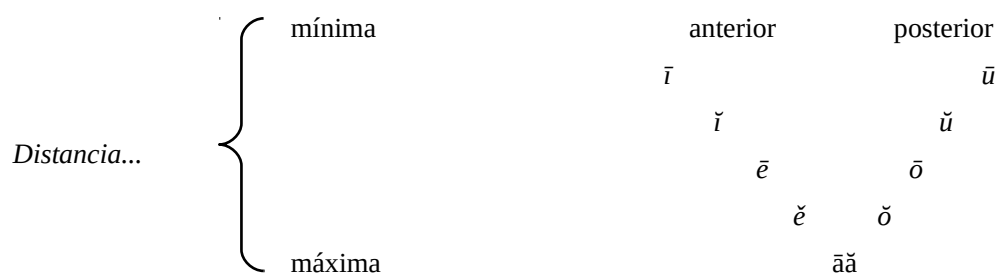 mínima anterior posterior
ī ū
ĭ ŭ
Distancia...
ē ō
ĕ ŏ
máxima āă